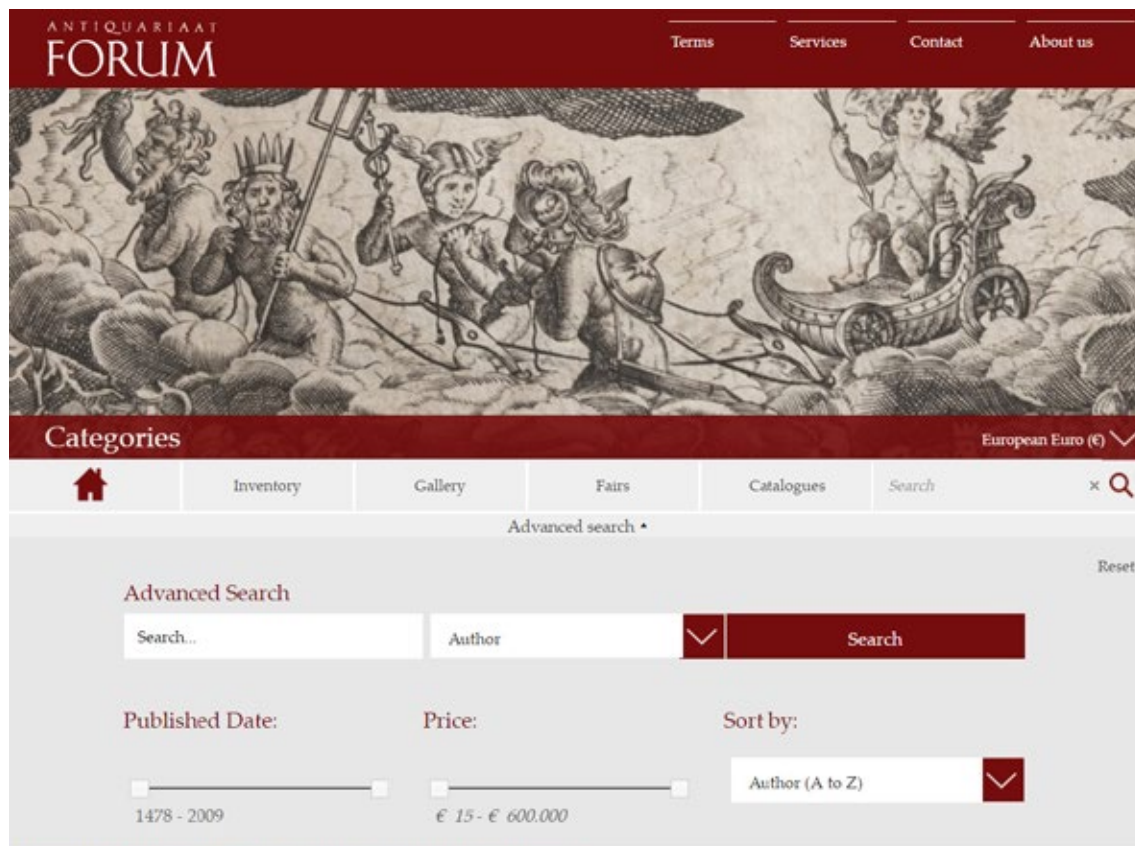 ANTIQUARIAAT
FORUM
Terms Services Contact About us
Categories
European Euro (€)
Inventory Gallery Fairs Catalogues Search ×
Advanced search ▴
Reset
Advanced Search
Search... Author Search
Published Date: Price: Sort by:
Author (A to Z)
1478 - 2009 € 15 - € 600.000